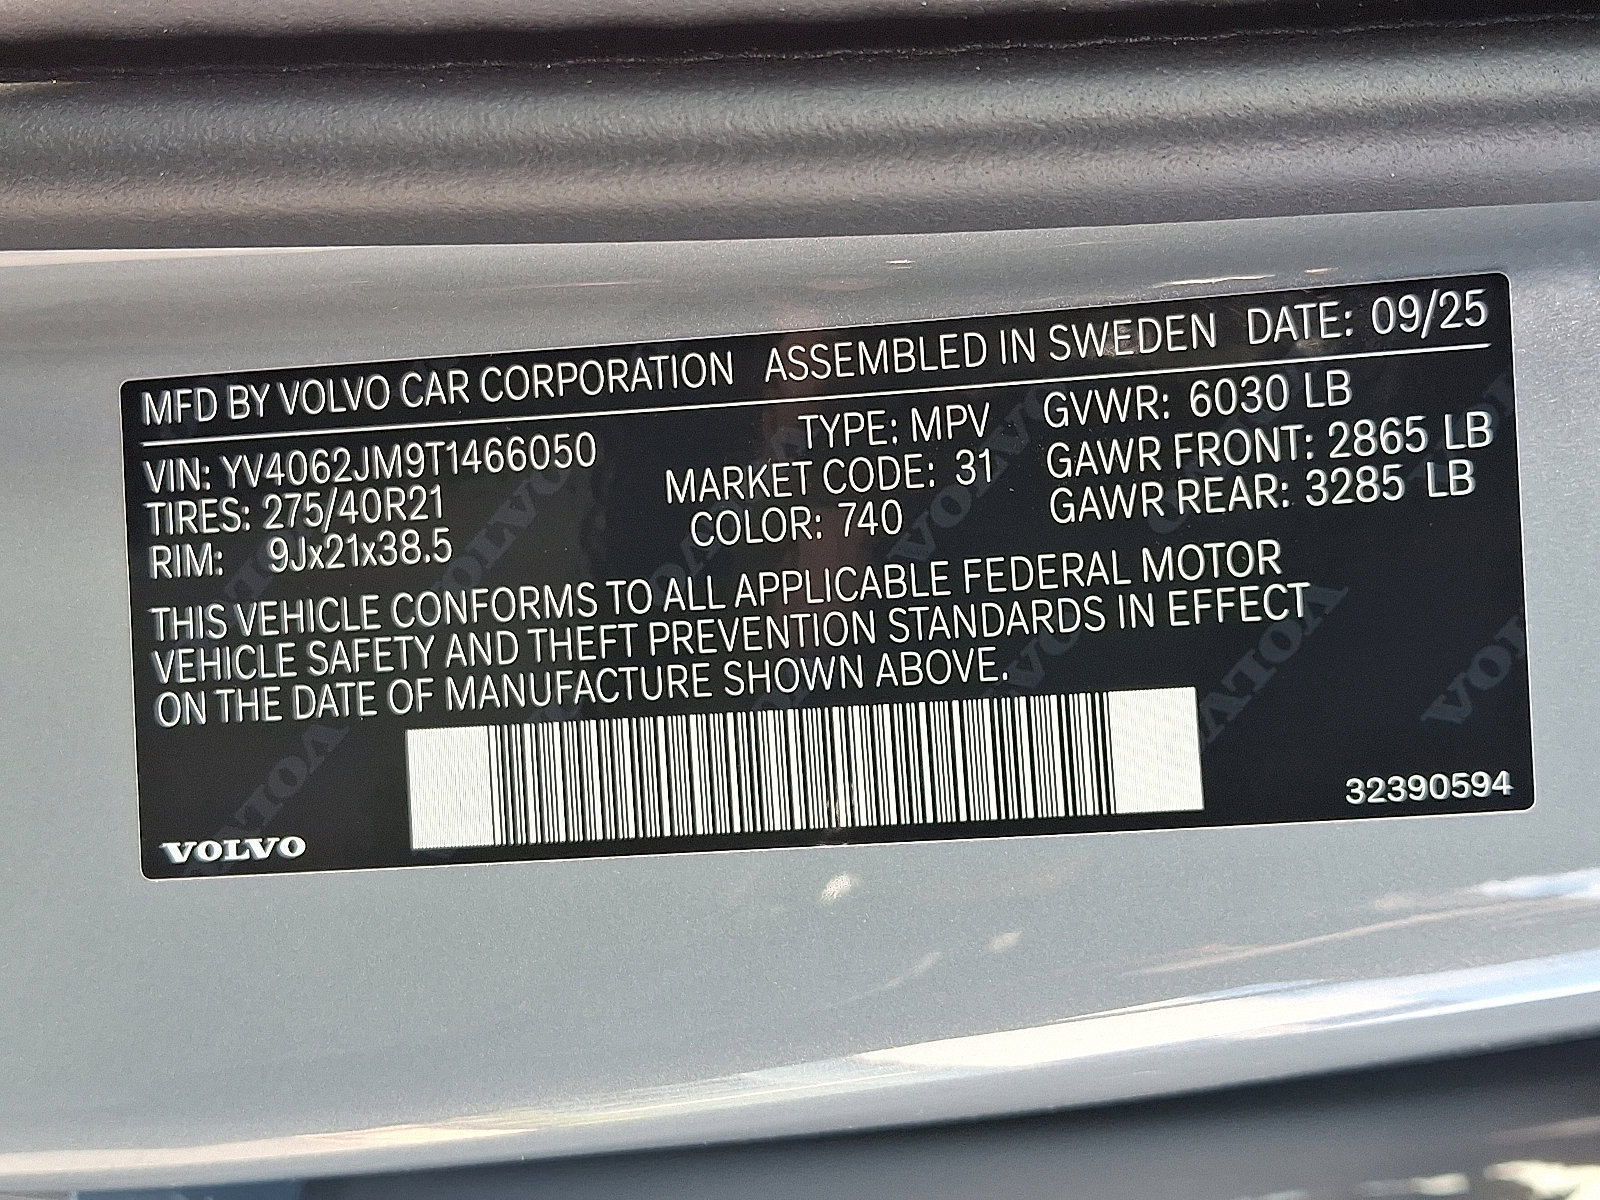 MFD BY VOLVO CAR CORPORATION ASSEMBLED IN SWEDEN DATE: 09/25
VIN: YV4062JM9T1466050 TYPE: MPV GVWR: 6030 LB
TIRES: 275/40R21 MARKET CODE: 31 GAWR FRONT: 2865 LB
RIM: 9Jx21x38.5 COLOR: 740 GAWR REAR: 3285 LB
THIS VEHICLE CONFORMS TO ALL APPLICABLE FEDERAL MOTOR
VEHICLE SAFETY AND THEFT PREVENTION STANDARDS IN EFFECT
ON THE DATE OF MANUFACTURE SHOWN ABOVE.
VOLVO 32390594